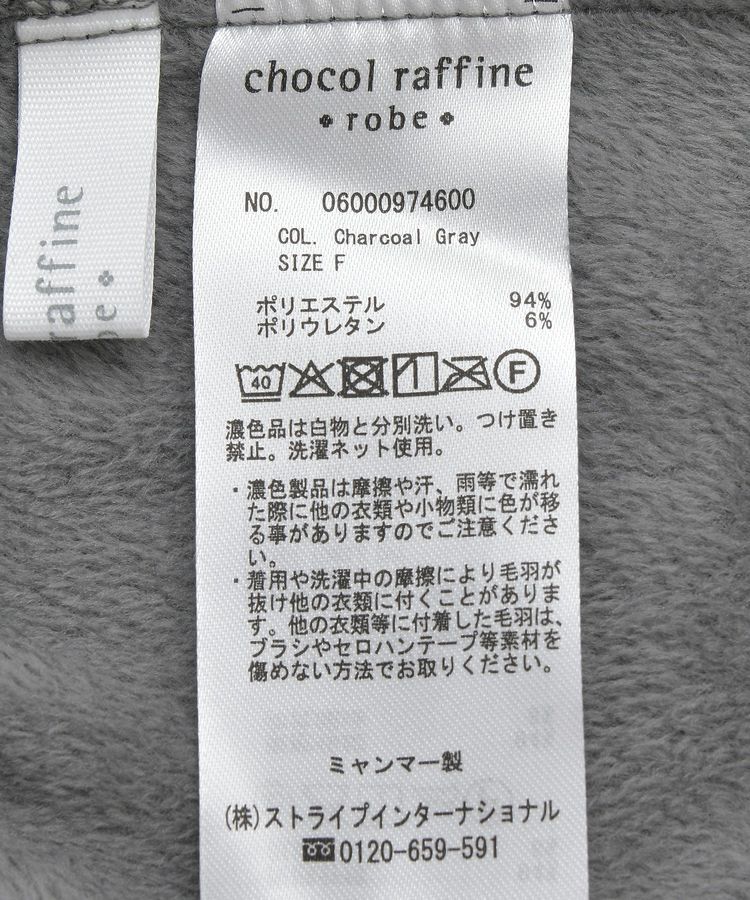 chocol raffine
robe
NO. 06000974600
COL. Charcoal Gray
SIZE F
ポリエステル 94%
ポリウレタン 6%
40 F
濃色品は白物と分別洗い。つけ置き
禁止。洗濯ネット使用。
・濃色製品は摩擦や汗、雨等で濡れ
た際に他の衣類や小物類に色が移
る事がありますのでご注意くださ
い。
・着用や洗濯中の摩擦により毛羽が
抜け他の衣類に付くことがありま
す。他の衣類等に付着した毛羽は、
ブラシやセロハンテープ等素材を
傷めない方法でお取りください。
ミャンマー製
(株)ストライプインターナショナル
0120-659-591
raffine
be